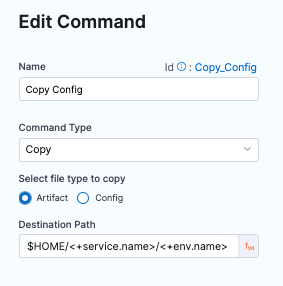 Edit Command
Name Id : Copy_Config
Copy Config
Command Type
Copy
Select file type to copy
Artifact Config
Destination Path
$HOME/<+service.name>/<+env.name> f(x)